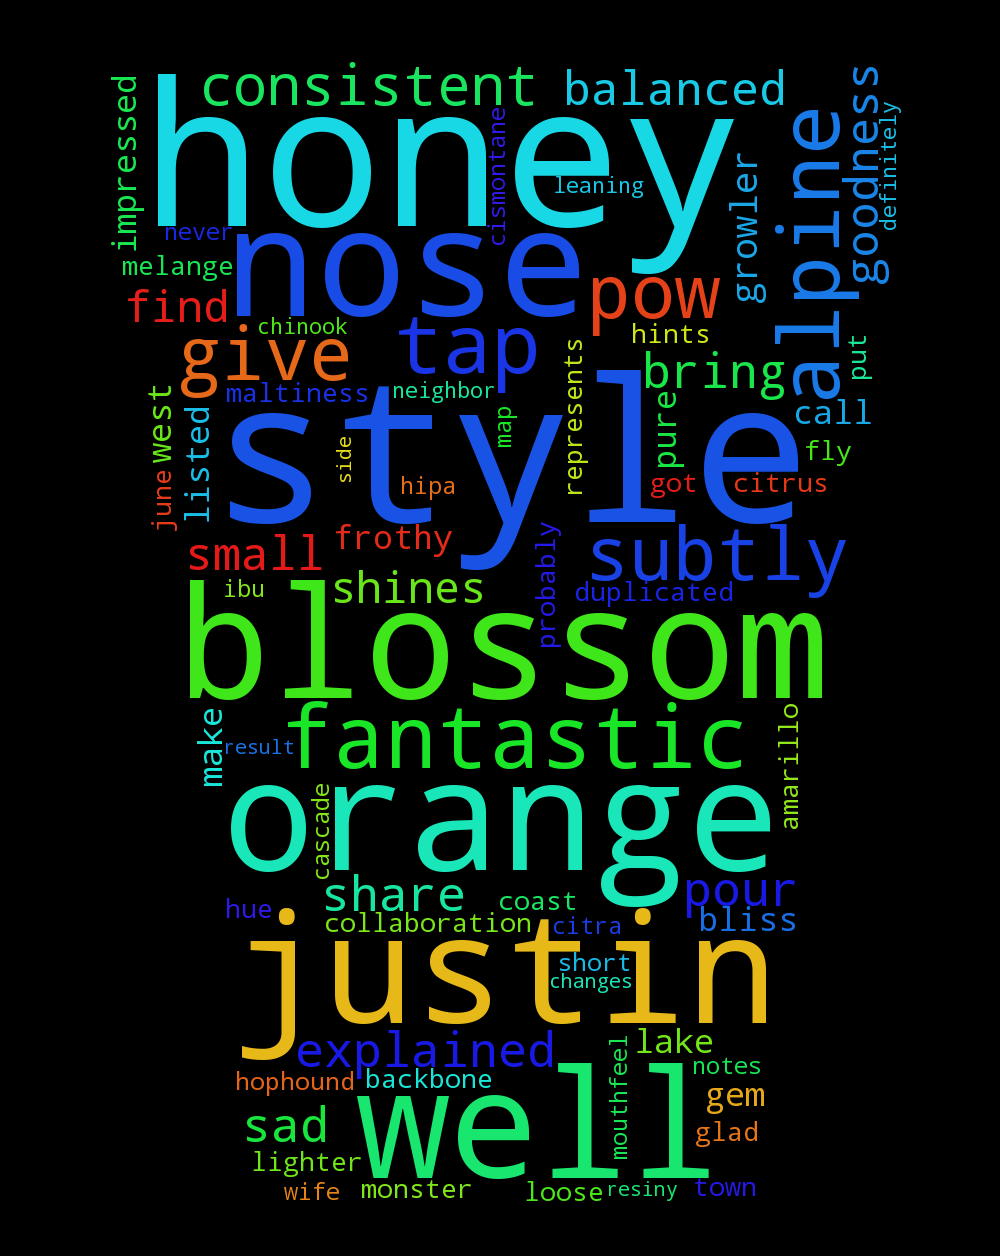 consistent
balanced
honey
impressed
cismontane
leaning
growler
alpine
goodness
definitely
never
nose
melange
pow
find
chinook
give
tap
hints
represents
bring
put
maltiness
neighbor
west
listed
style
map
pure
call
side
fly
june
hipa
got
citrus
small
frothy
subtly
probably
ibu
shines
duplicated
blossom
make
fantastic
result
amarillo
orange
cascade
share
coast
pour
hue
collaboration
citra
bliss
justin
short
changes
explained
lake
mouthfeel
notes
hophound
backbone
well
gem
sad
glad
lighter
wife
monster
loose
resiny
town